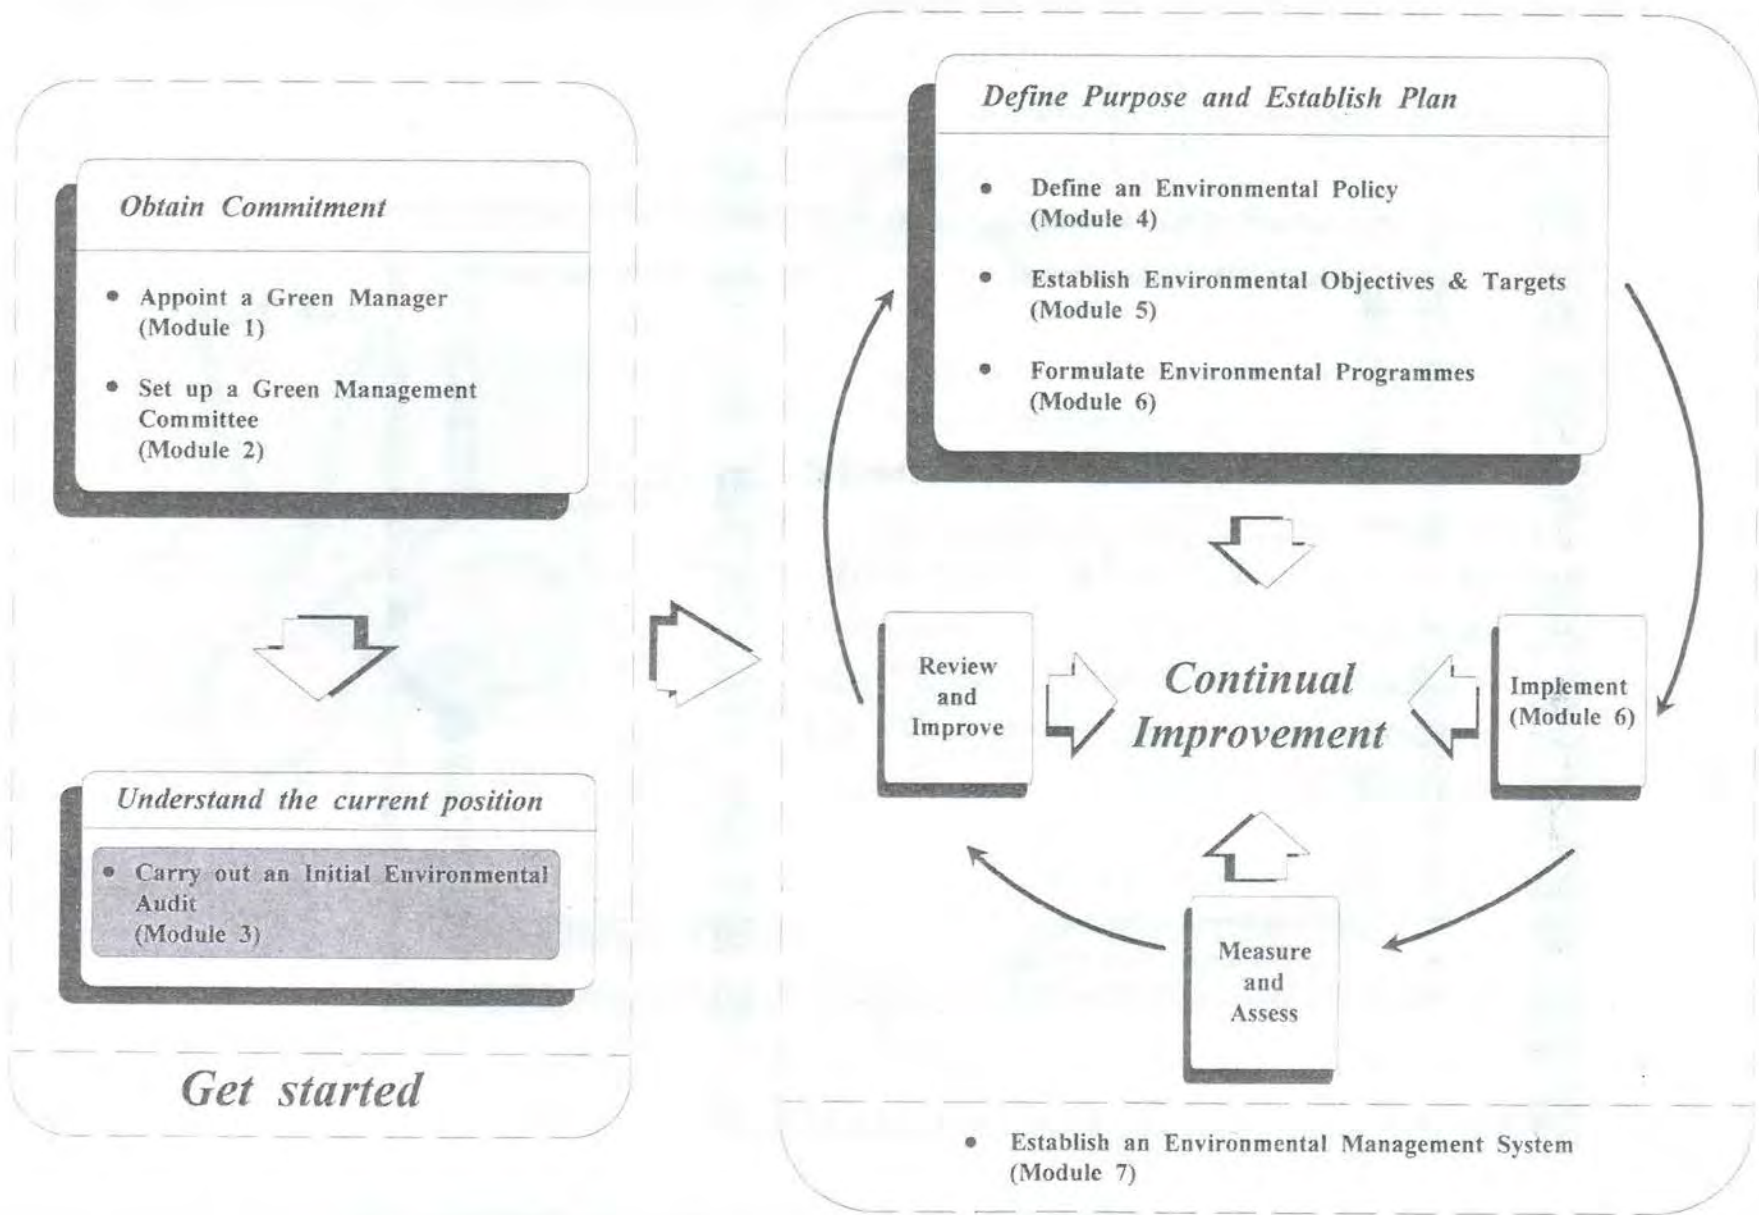 Obtain Commitment
• Appoint a Green Manager
(Module 1)
• Set up a Green Management
Committee
(Module 2)
Understand the current position
• Carry out an Initial Environmental
Audit
(Module 3)
Get started
Define Purpose and Establish Plan
• Define an Environmental Policy
(Module 4)
• Establish Environmental Objectives & Targets
(Module 5)
• Formulate Environmental Programmes
(Module 6)
Review
and
Improve
Continual
Improvement
Implement
(Module 6)
Measure
and
Assess
• Establish an Environmental Management System
(Module 7)